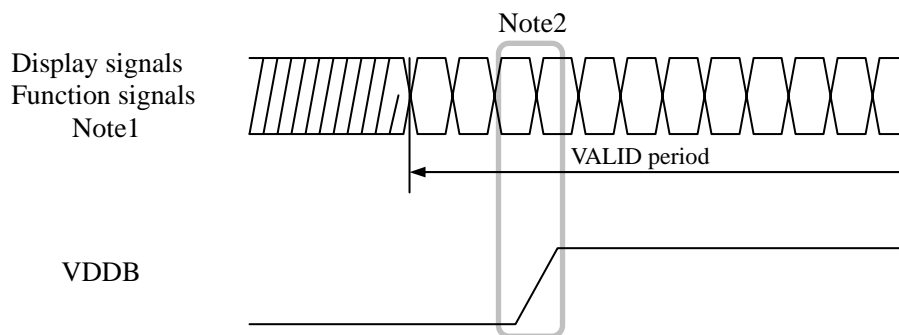 Note2
Display signals
Function signals
Note1
VALID period
VDDB